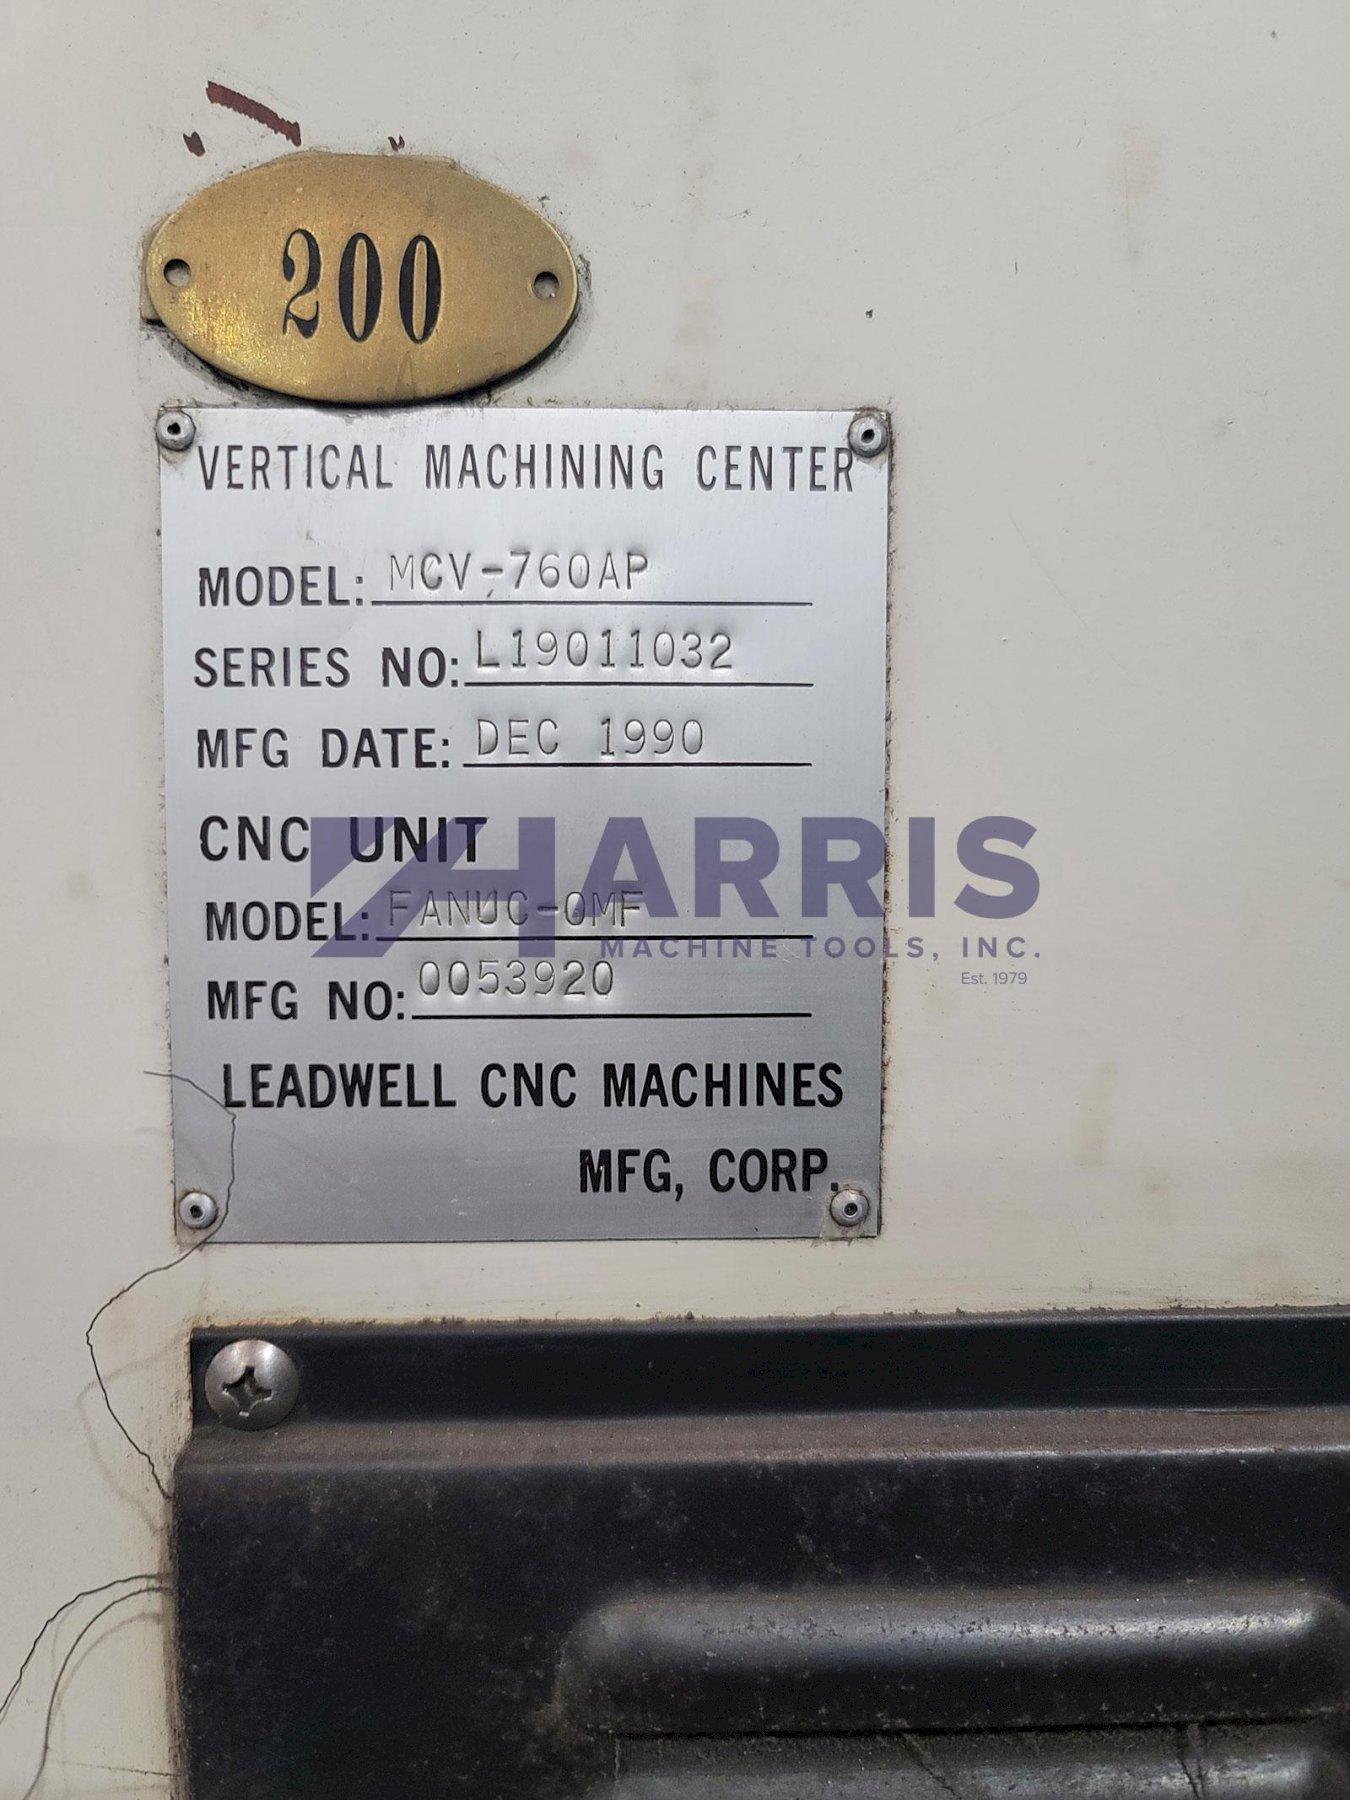 200
VERTICAL MACHINING CENTER
MODEL: MCV-760AP
SERIES NO: L19011032
MFG DATE: DEC 1990
CNC UNIT
MODEL: FANUC-0MF
HARRIS
MACHINE TOOLS, INC.
Est. 1979
MFG NO: 0053920
LEADWELL CNC MACHINES
MFG, CORP.